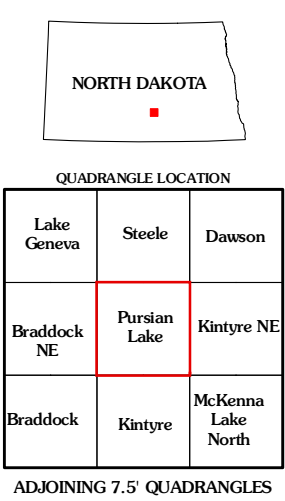 NORTH DAKOTA
QUADRANGLE LOCATION
Lake
Geneva
Steele
Dawson
Braddock
NE
Pursian
Lake
Kintyre NE
Braddock
Kintyre
McKenna
Lake
North
ADJOINING 7.5' QUADRANGLES